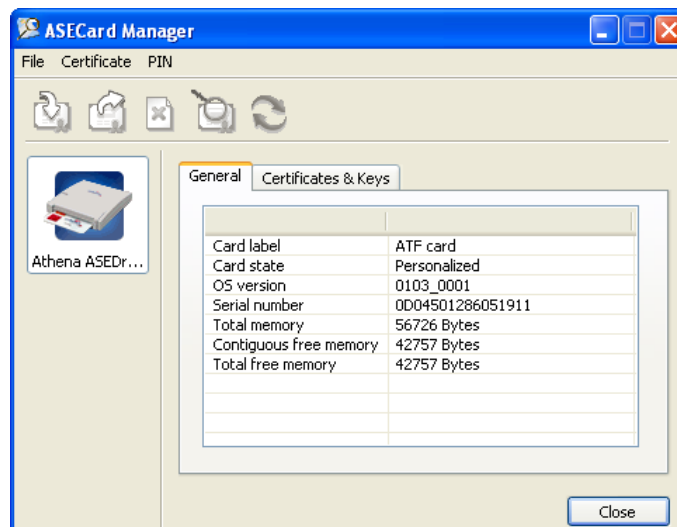 ASECard Manager
File Certificate PIN
Athena ASEDr...
General Certificates & Keys
Card label ATF card
Card state Personalized
OS version 0103_0001
Serial number 0D04501286051911
Total memory 56726 Bytes
Contiguous free memory 42757 Bytes
Total free memory 42757 Bytes
Close